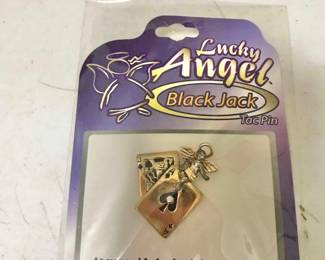 Lucky
Angel
Black Jack
Tac Pin